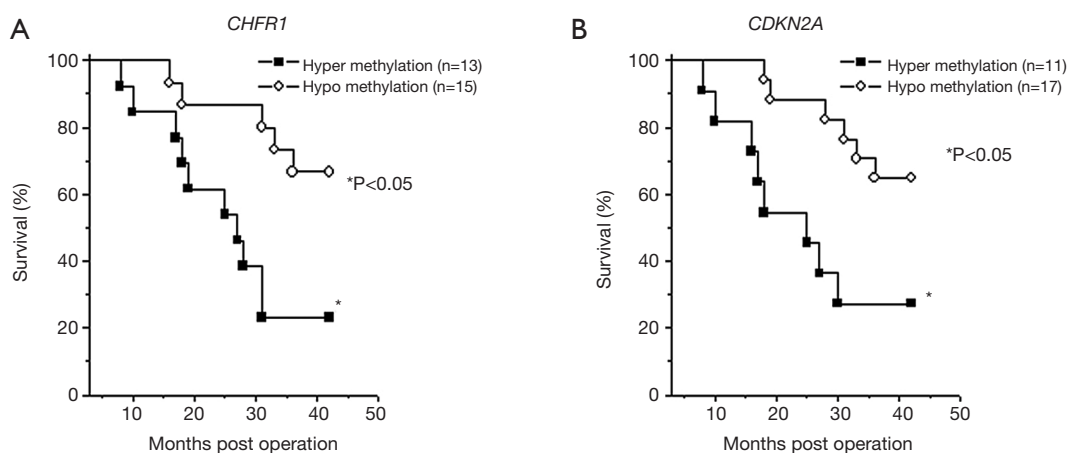 A
CHFR1
100
80
60
40
20
0
Survival (%)
Hyper methylation (n=13)
Hypo methylation (n=15)
*P<0.05
*
10 20 30 40 50
Months post operation
B
CDKN2A
100
80
60
40
20
0
Survival (%)
Hyper methylation (n=11)
Hypo methylation (n=17)
*P<0.05
*
10 20 30 40 50
Months post operation